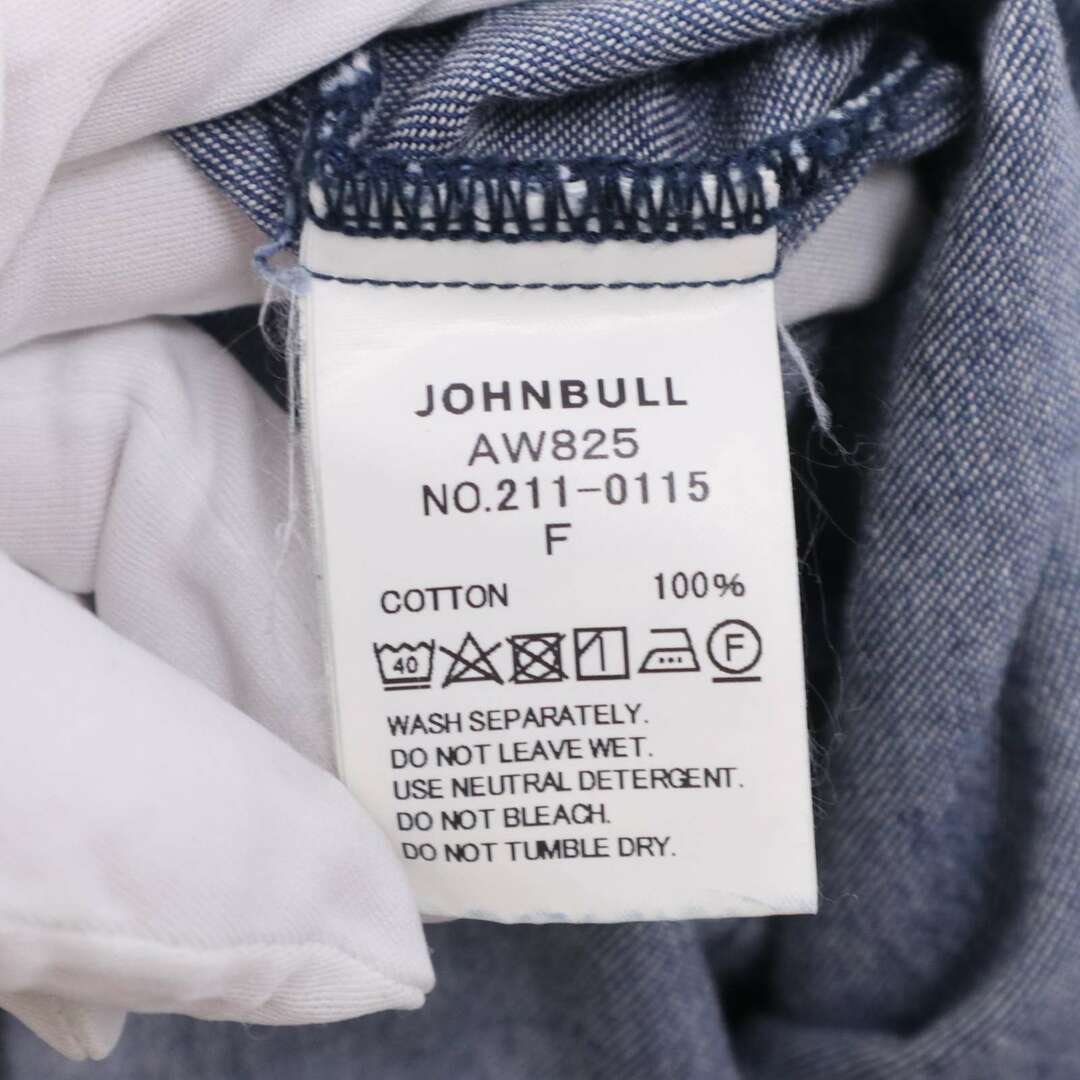 JOHNBULL
AW825
NO.211-0115
F
COTTON 100%
40 F
WASH SEPARATELY.
DO NOT LEAVE WET.
USE NEUTRAL DETERGENT.
DO NOT BLEACH.
DO NOT TUMBLE DRY.